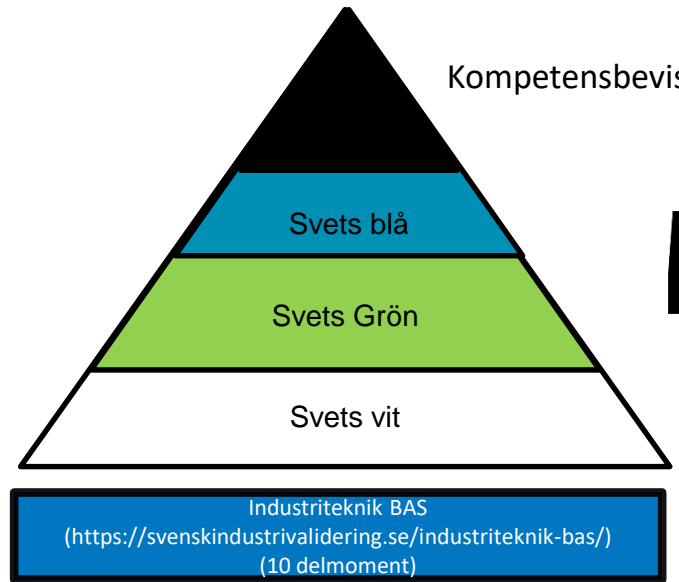 Kompetensbevis
Svets blå
Svets Grön
Svets vit
Industriteknik BAS
(https://svenskindustrivalidering.se/industriteknik-bas/)
(10 delmoment)